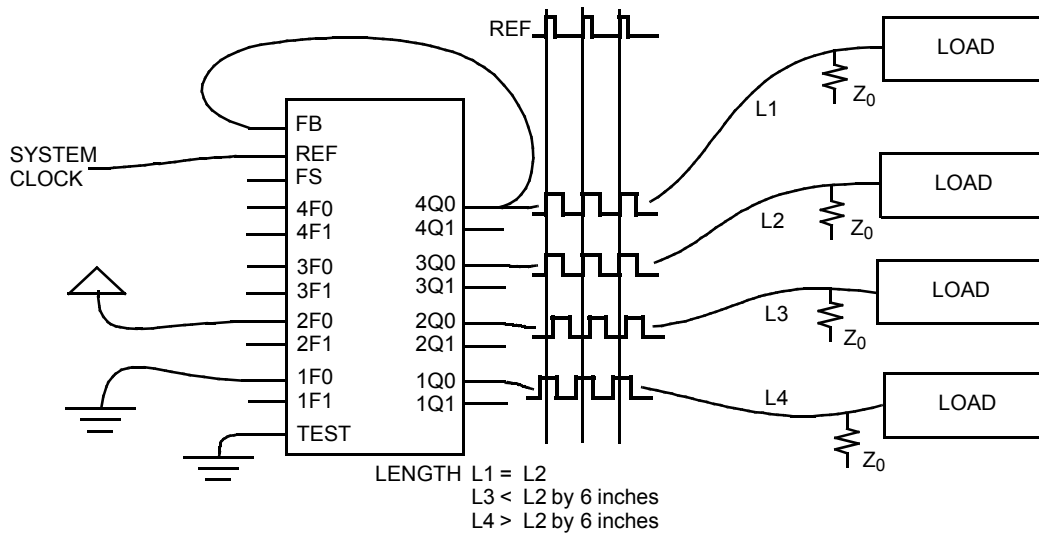 REF
LOAD
Z0
L1
FB
SYSTEM
CLOCK
REF
FS
4F0
4Q0
4F1
4Q1
LOAD
L2
Z0
3F0
3Q0
3F1
3Q1
LOAD
L3
Z0
2F0
2Q0
2F1
2Q1
1F0
1Q0
1F1
1Q1
L4
LOAD
Z0
TEST
LENGTH L1 = L2
L3 < L2 by 6 inches
L4 > L2 by 6 inches